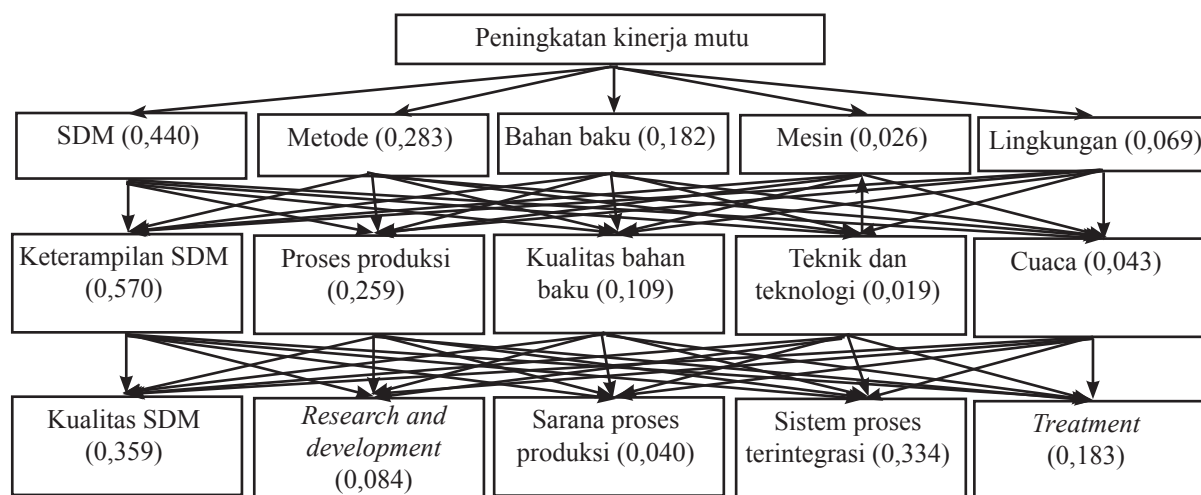 Peningkatan kinerja mutu
SDM (0,440)
Metode (0,283)
Bahan baku (0,182)
Mesin (0,026)
Lingkungan (0,069)
Keterampilan SDM
(0,570)
Proses produksi
(0,259)
Kualitas bahan
baku (0,109)
Teknik dan
teknologi (0,019)
Cuaca (0,043)
Kualitas SDM
(0,359)
Research and
development
(0,084)
Sarana proses
produksi (0,040)
Sistem proses
terintegrasi (0,334)
Treatment
(0,183)